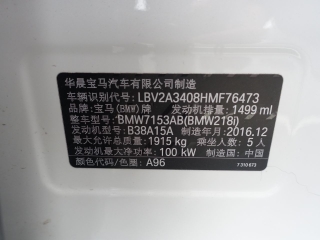 华晨宝马汽车有限公司制造
车辆识别代号: LBV2A3408HMF76473
品牌: 宝马(BMW)牌 发动机排量: 1499 ml
整车型号: BMW7153AB(BMW218i)
发动机型号: B38A15A 制造年月: 2016.12
最大允许总质量: 1915 kg 乘坐人数: 5 人
发动机最大净功率: 100 kW 制造国: 中国
颜色代码/色圈: A96
7 310 673